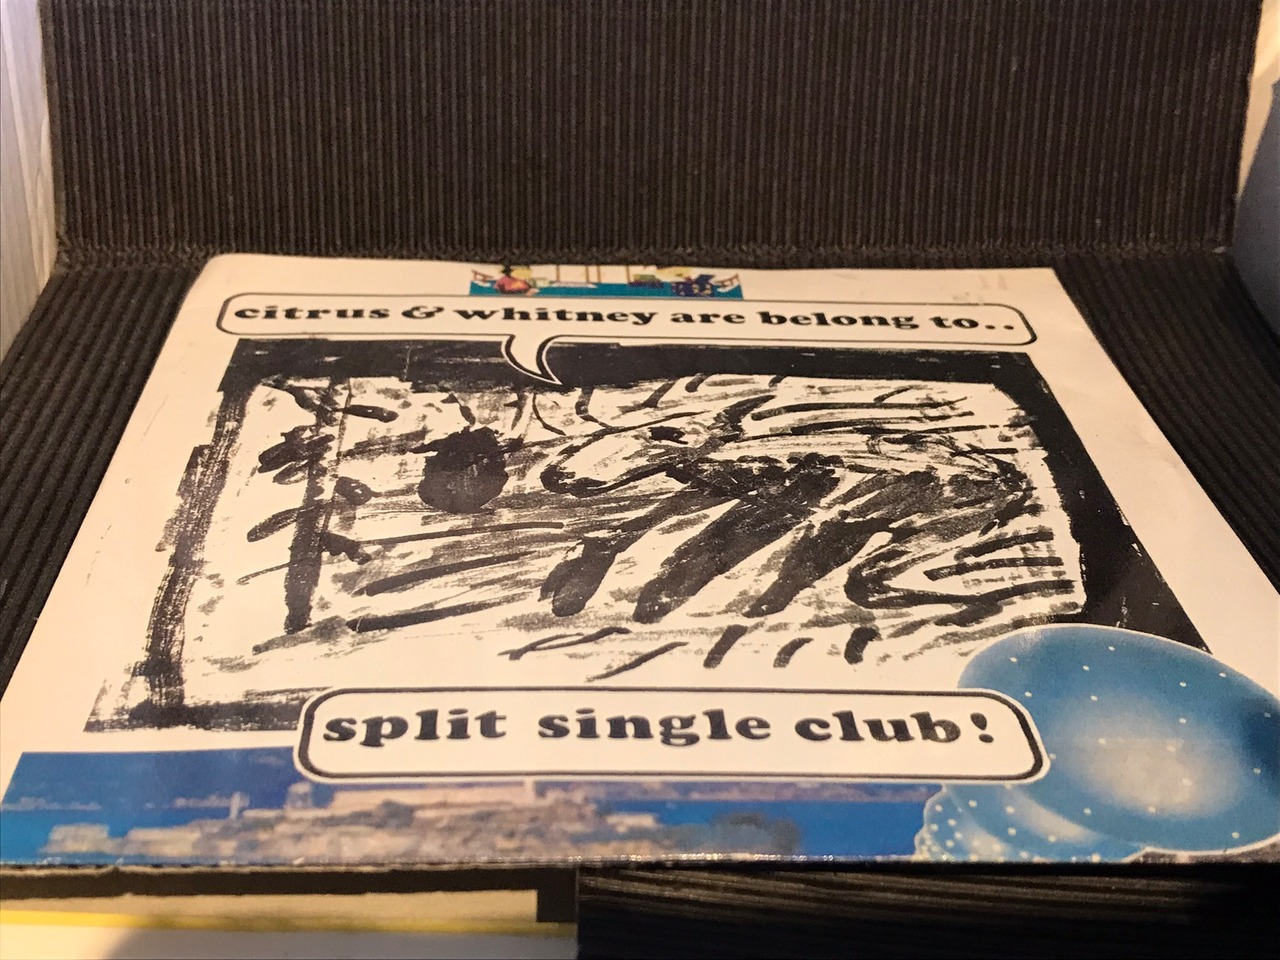 citrus & whitney are belong to..
split single club!